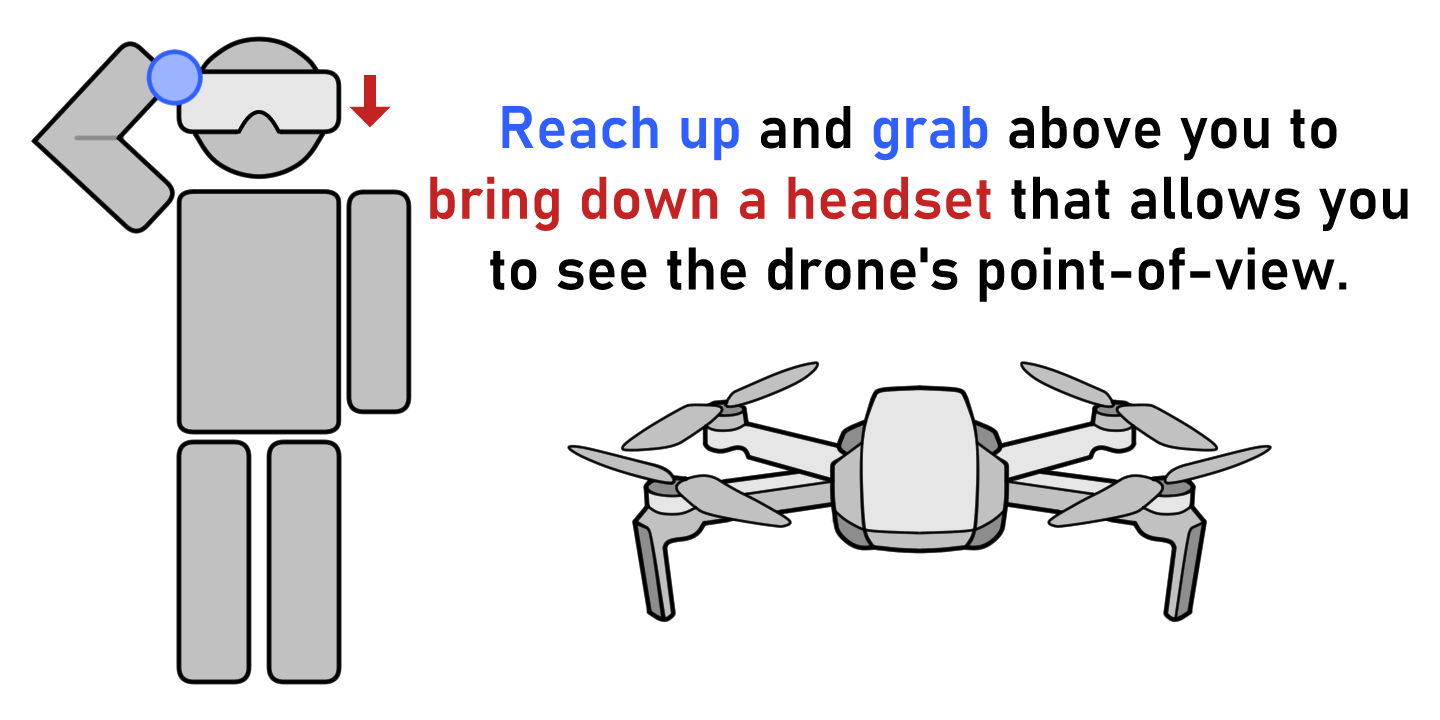 Reach up and grab above you to
bring down a headset that allows you
to see the drone's point-of-view.